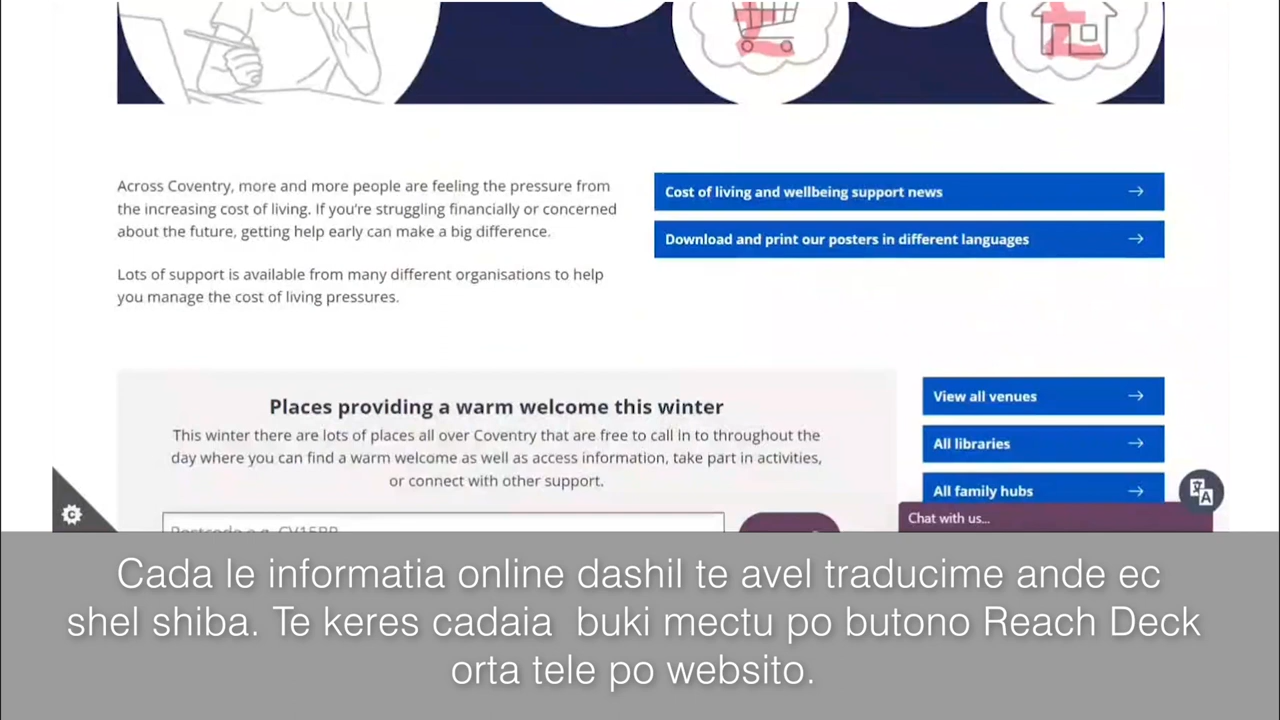 Across Coventry, more and more people are feeling the pressure from
the increasing cost of living. If you're struggling financially or concerned
about the future, getting help early can make a big difference.
Lots of support is available from many different organisations to help
you manage the cost of living pressures.
Cost of living and wellbeing support news
Download and print our posters in different languages
Places providing a warm welcome this winter
This winter there are lots of places all over Coventry that are free to call in to throughout the
day where you can find a warm welcome as well as access information, take part in activities,
or connect with other support.
View all venues
All libraries
All family hubs
Chat with us...
Cada le informatia online dashil te avel traducime ande ec
shel shiba. Te keres cadaia buki mectu po butono Reach Deck
orta tele po websito.